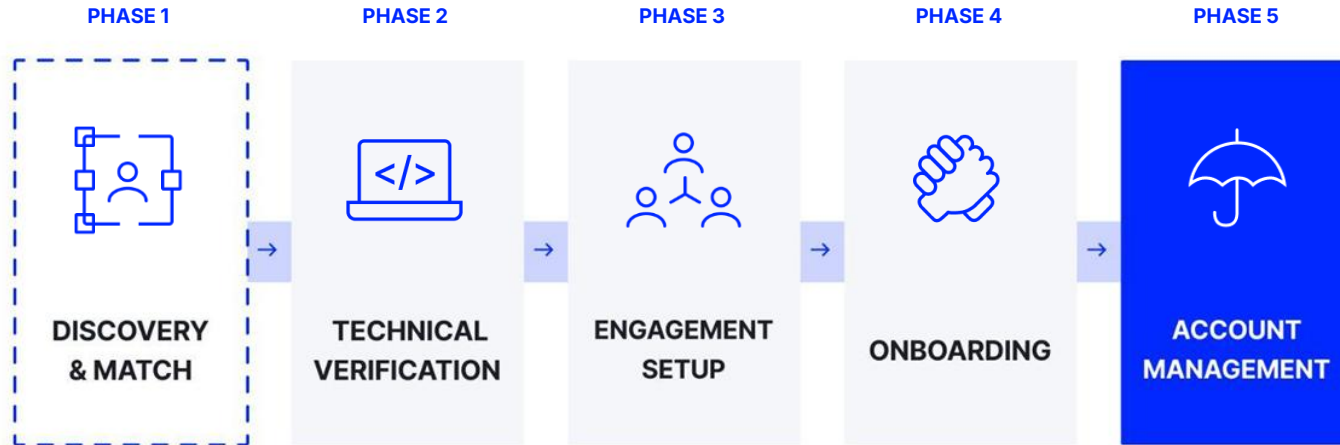 PHASE 1
PHASE 2
PHASE 3
PHASE 4
PHASE 5
</>
DISCOVERY
& MATCH
TECHNICAL
VERIFICATION
ENGAGEMENT
SETUP
ONBOARDING
ACCOUNT
MANAGEMENT